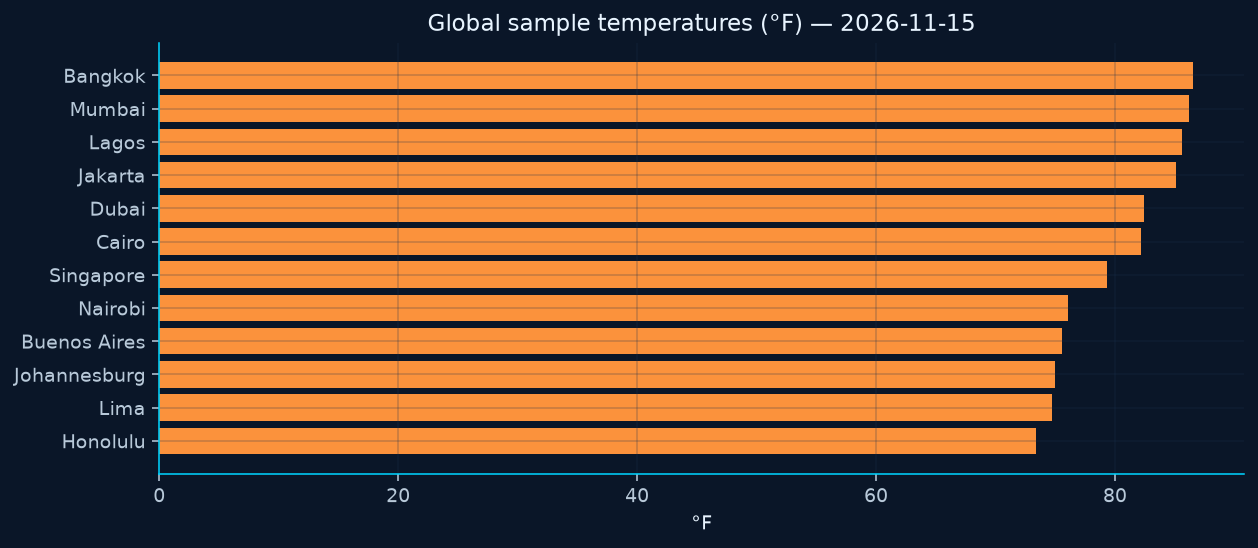 Global sample temperatures (°F) — 2026-11-15
Bangkok
Mumbai
Lagos
Jakarta
Dubai
Cairo
Singapore
Nairobi
Buenos Aires
Johannesburg
Lima
Honolulu
0 20 40 60 80
°F